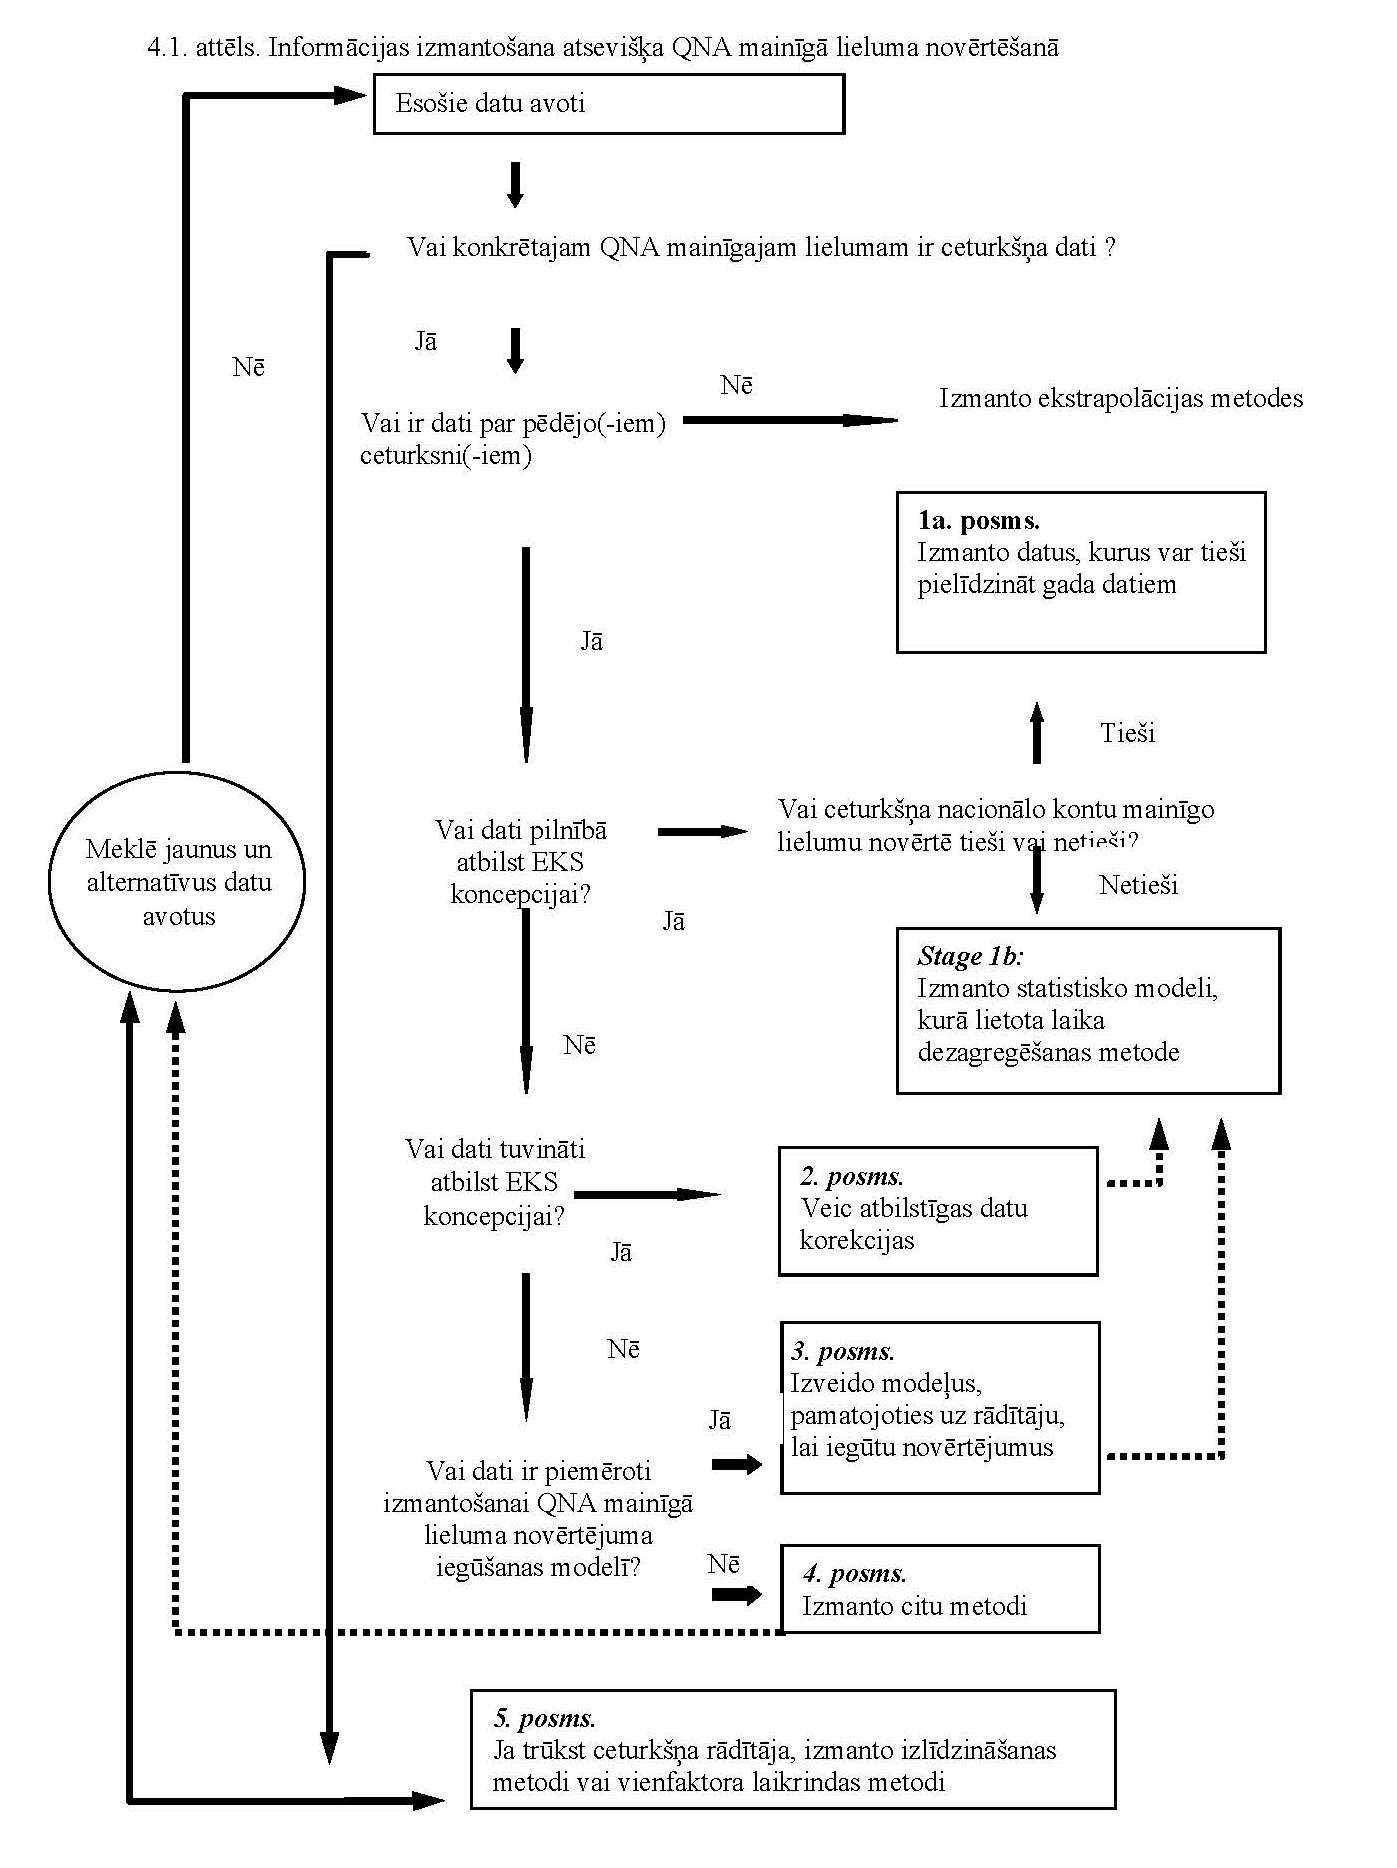 4.1. attēls. Informācijas izmantošana atsevišķa QNA mainīgā lieluma novērtēšanā
Esošie datu avoti
Vai konkrētajam QNA mainīgajam lielumam ir ceturkšņa dati ?
Jā
Nē
Nē
Izmanto ekstrapolācijas metodes
Vai ir dati par pēdējo(-iem)
ceturksni(-iem)
1a. posms.
Izmanto datus, kurus var tieši
pielīdzināt gada datiem
Jā
Tieši
Vai dati pilnībā
atbilst EKS
koncepcijai?
Vai ceturkšņa nacionālo kontu mainīgo
lielumu novērtē tieši vai netieši?
Meklē jaunus un
alternatīvus datu
avotus
Netieši
Jā
Stage 1b:
Izmanto statistisko modeli,
kurā lietota laika
dezagregēšanas metode
Nē
Vai dati tuvināti
atbilst EKS
koncepcijai?
Jā
2. posms.
Veic atbilstīgas datu
korekcijas
Nē
3. posms.
Izveido modeļus,
pamatojoties uz rādītāju,
lai iegūtu novērtējumus
Jā
Vai dati ir piemēroti
izmantošanai QNA mainīgā
lieluma novērtējuma
iegūšanas modelī?
Nē
4. posms.
Izmanto citu metodi
5. posms.
Ja trūkst ceturkšņa rādītāja, izmanto izlīdzināšanas
metodi vai vienfaktora laikrindas metodi